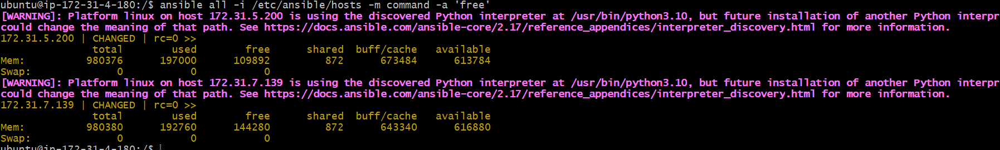 ubuntu@ip-172-31-4-180:/$ ansible all -i /etc/ansible/hosts -m command -a 'free'
[WARNING]: Platform linux on host 172.31.5.200 is using the discovered Python interpreter at /usr/bin/python3.10, but future installation of another Python interpr
could change the meaning of that path. See https://docs.ansible.com/ansible-core/2.17/reference_appendices/interpreter_discovery.html for more information.
172.31.5.200 | CHANGED | rc=0 >>
               total        used        free      shared  buff/cache   available
Mem:          980376      197000      109892         872      673484      613784
Swap:              0           0           0
[WARNING]: Platform linux on host 172.31.7.139 is using the discovered Python interpreter at /usr/bin/python3.10, but future installation of another Python interpr
could change the meaning of that path. See https://docs.ansible.com/ansible-core/2.17/reference_appendices/interpreter_discovery.html for more information.
172.31.7.139 | CHANGED | rc=0 >>
               total        used        free      shared  buff/cache   available
Mem:          980380      192760      144280         872      643340      616880
Swap:              0           0           0
ubuntu@ip-172-31-4-180:/$